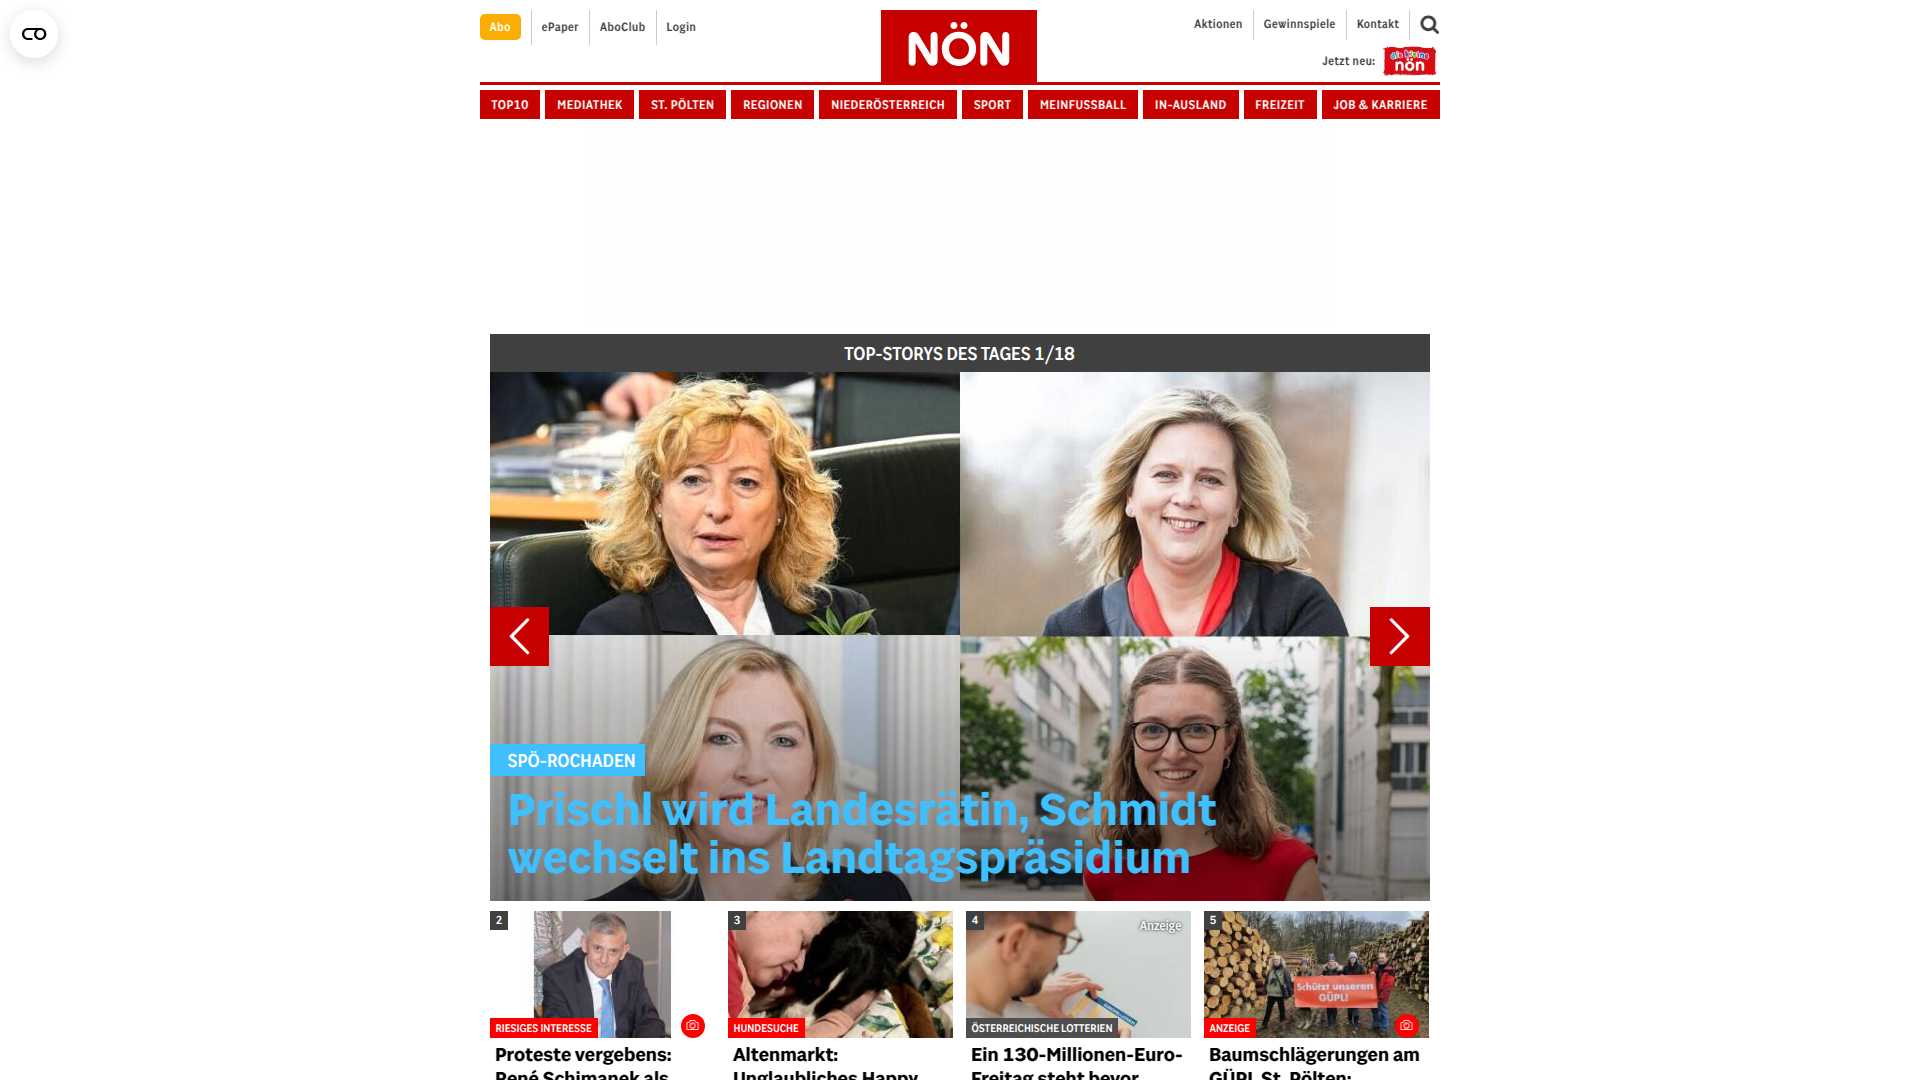 Abo
ePaper
AboClub
Login
NÖN
Aktionen
Gewinnspiele
Kontakt
Jetzt neu:
die kleine
nön
TOP10
MEDIATHEK
ST. PÖLTEN
REGIONEN
NIEDERÖSTERREICH
SPORT
MEINFUSSBALL
IN-AUSLAND
FREIZEIT
JOB & KARRIERE
TOP-STORYS DES TAGES 1/18
SPÖ-ROCHADEN
Prischl wird Landesrätin, Schmidt
wechselt ins Landtagspräsidium
2
RIESIGES INTERESSE
Proteste vergebens:
René Schimanek als
3
HUNDESUCHE
Altenmarkt:
Unglaubliches Happy
4
Anzeige
ÖSTERREICHISCHE LOTTERIEN
Ein 130-Millionen-Euro-
Freitag steht bevor
5
Schützt unseren
GÜPL!
ANZEIGE
Baumschlägerungen am
GÜPL St. Pölten: